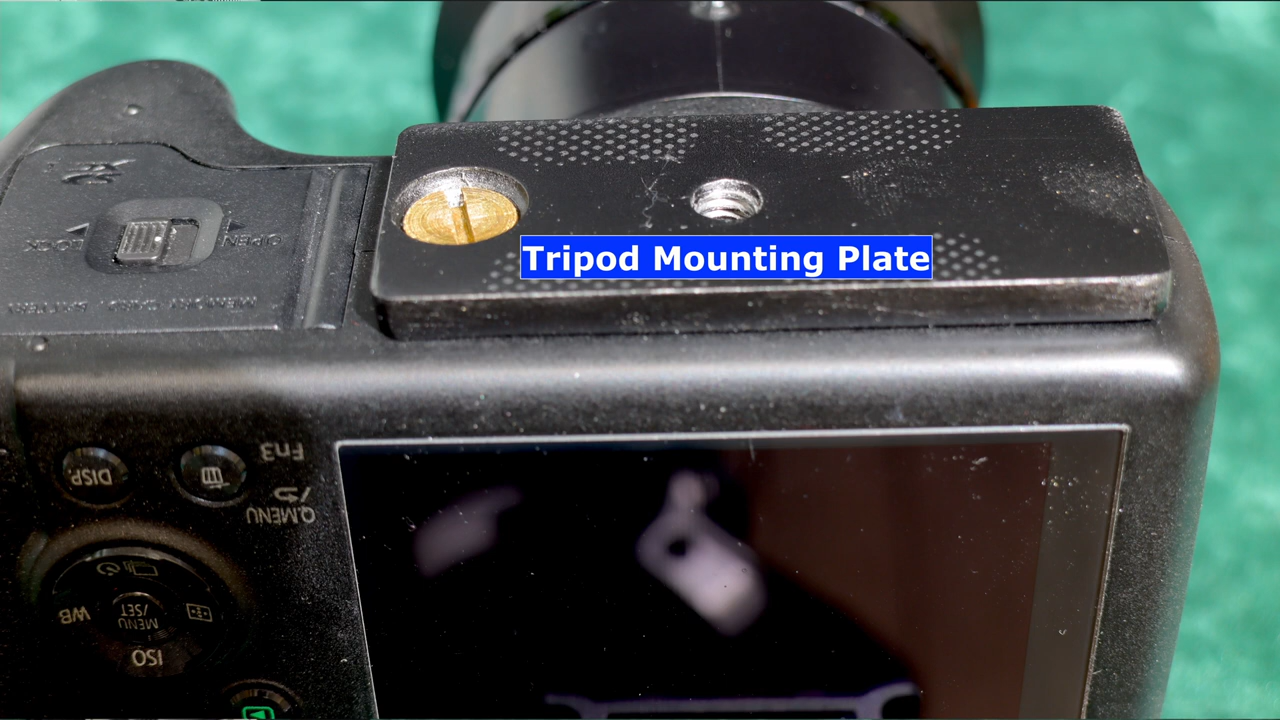 LOCK
OPEN
Tripod Mounting Plate
Fn3
DISP.
Q.MENU
WB
MENU
/SET
ISO